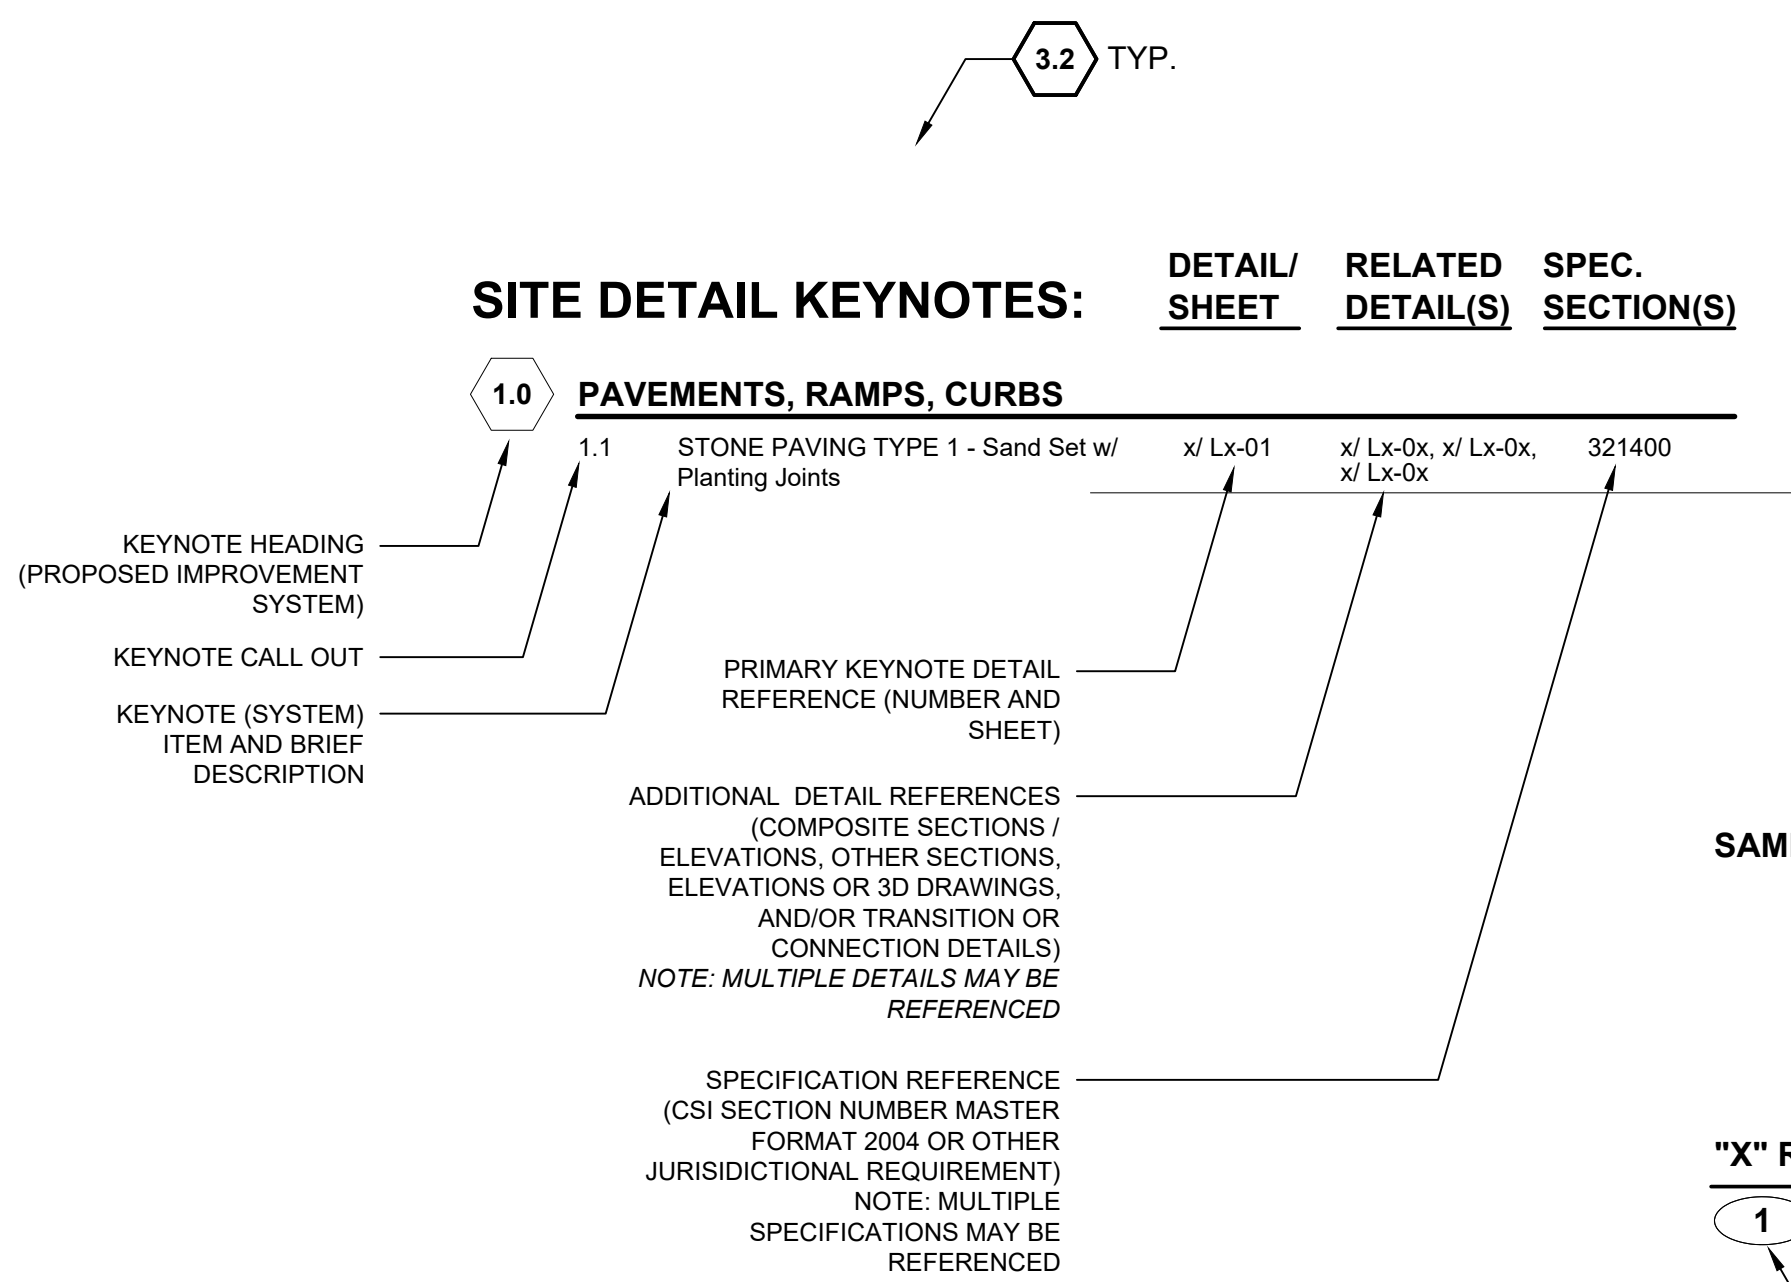 3.2 TYP.
SITE DETAIL KEYNOTES:
DETAIL/
SHEET
RELATED
DETAIL(S)
SPEC.
SECTION(S)
1.0 PAVEMENTS, RAMPS, CURBS
1.1 STONE PAVING TYPE 1 - Sand Set w/
Planting Joints
x/ Lx-01
x/ Lx-0x, x/ Lx-0x,
x/ Lx-0x
321400
KEYNOTE HEADING
(PROPOSED IMPROVEMENT
SYSTEM)
KEYNOTE CALL OUT
KEYNOTE (SYSTEM)
ITEM AND BRIEF
DESCRIPTION
PRIMARY KEYNOTE DETAIL
REFERENCE (NUMBER AND
SHEET)
ADDITIONAL  DETAIL REFERENCES
(COMPOSITE SECTIONS /
ELEVATIONS, OTHER SECTIONS,
ELEVATIONS OR 3D DRAWINGS,
AND/OR TRANSITION OR
CONNECTION DETAILS)
NOTE: MULTIPLE DETAILS MAY BE
REFERENCED
SPECIFICATION REFERENCE
(CSI SECTION NUMBER MASTER
FORMAT 2004 OR OTHER
JURISIDICTIONAL REQUIREMENT)
NOTE: MULTIPLE
SPECIFICATIONS MAY BE
REFERENCED
"X"
1